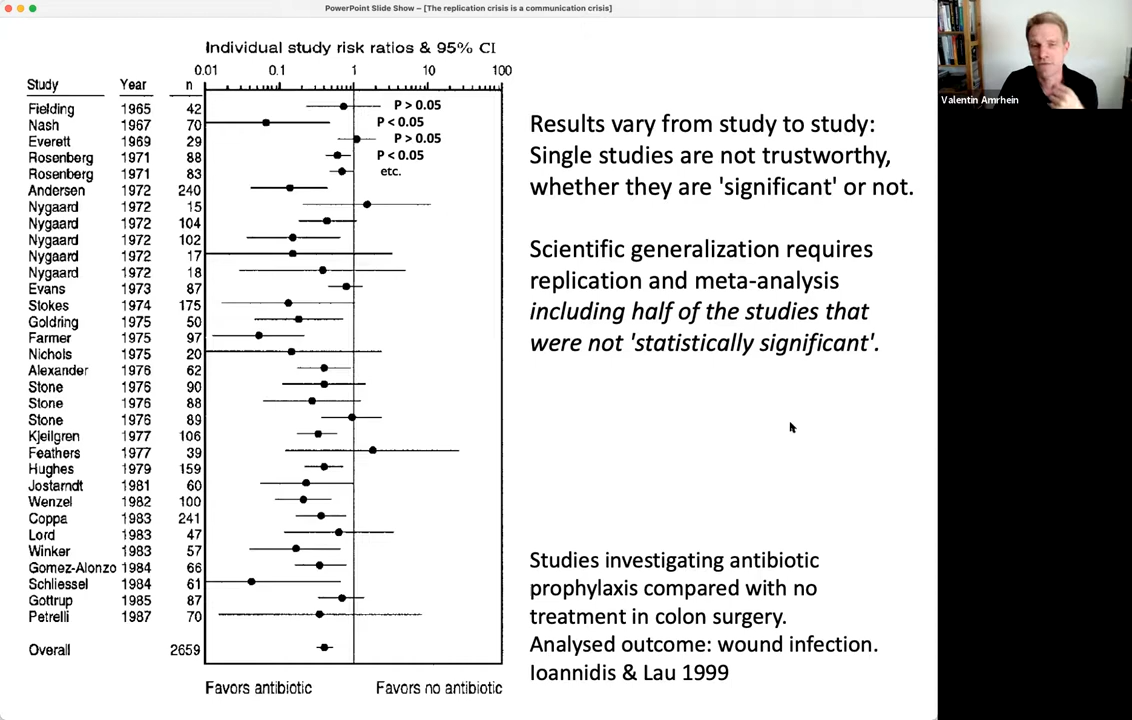 PowerPoint Slide Show – [The replication crisis is a communication crisis]
Valentin Amrhein
Individual study risk ratios & 95% CI
Study Year n 0.01 0.1 1 10 100
Fielding 1965 42 P > 0.05
Nash 1967 70 P < 0.05
Everett 1969 29 P > 0.05
Rosenberg 1971 88 P < 0.05
Rosenberg 1971 83 etc.
Andersen 1972 240
Nygaard 1972 15
Nygaard 1972 104
Nygaard 1972 102
Nygaard 1972 17
Nygaard 1972 18
Evans 1973 87
Stokes 1974 175
Goldring 1975 50
Farmer 1975 97
Nichols 1975 20
Alexander 1976 62
Stone 1976 90
Stone 1976 88
Stone 1976 89
Kjellgren 1977 106
Feathers 1977 39
Hughes 1979 159
Jostarndt 1981 60
Wenzel 1982 100
Coppa 1983 241
Lord 1983 47
Winker 1983 57
Gomez-Alonzo 1984 66
Schliessel 1984 61
Gottrup 1985 87
Petrelli 1987 70
Overall 2659
Favors antibiotic Favors no antibiotic
Results vary from study to study:
Single studies are not trustworthy,
whether they are 'significant' or not.
Scientific generalization requires
replication and meta-analysis
including half of the studies that
were not 'statistically significant'.
Studies investigating antibiotic
prophylaxis compared with no
treatment in colon surgery.
Analysed outcome: wound infection.
Ioannidis & Lau 1999